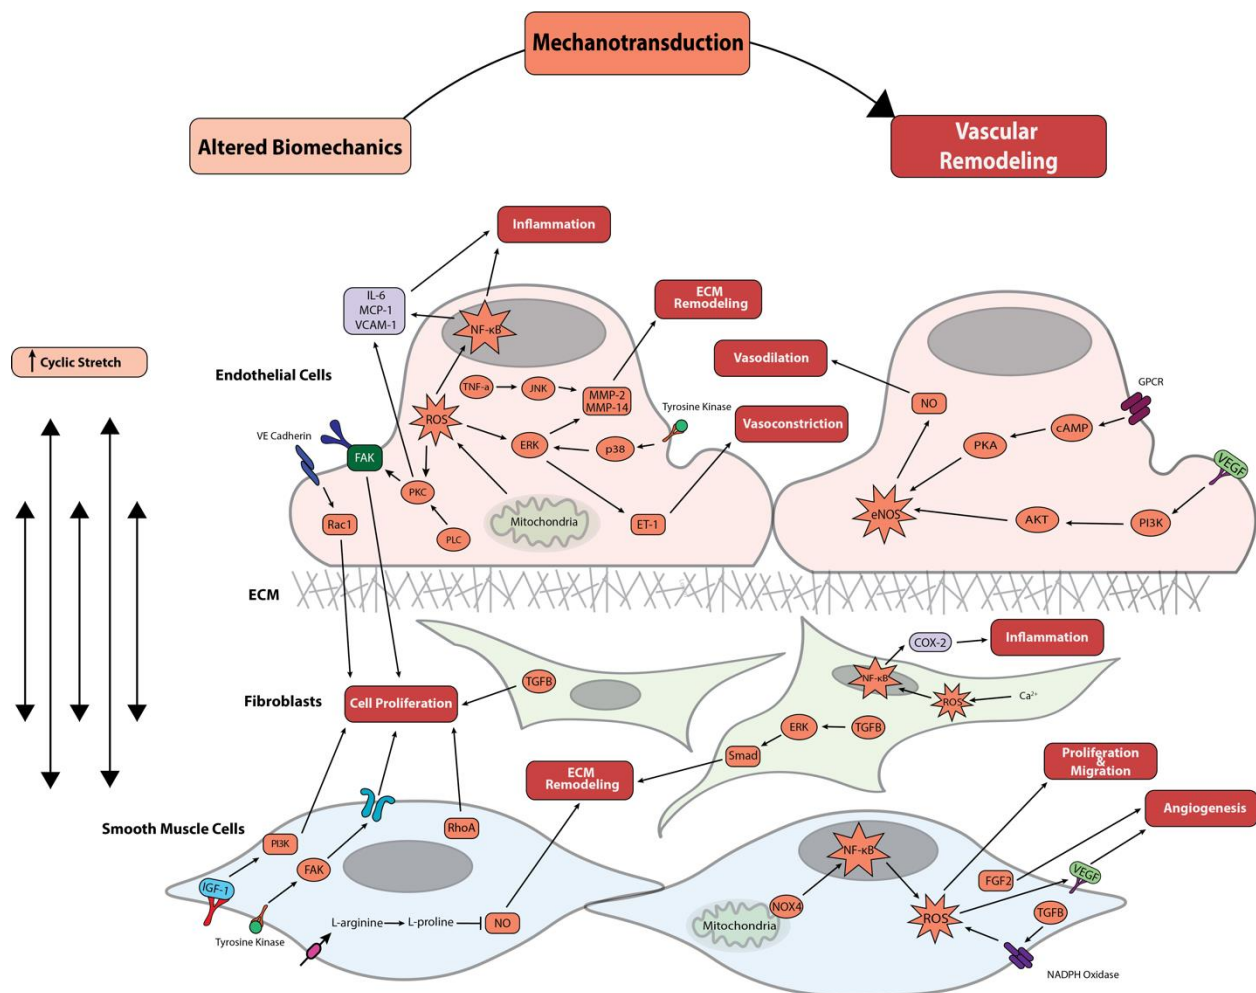 Mechanotransduction
Altered Biomechanics
Vascular
Remodeling
Inflammation
IL-6
MCP-1
VCAM-1
NF-κB
ECM
Remodeling
↑ Cyclic Stretch
Endothelial Cells
TNF-a
JNK
MMP-2
MMP-14
Vasodilation
Tyrosine Kinase
Vasoconstriction
ROS
ERK
p38
VE Cadherin
FAK
PKC
Rac1
PLC
Mitochondria
ET-1
GPCR
NO
cAMP
PKA
VEGF
eNOS
AKT
PI3K
ECM
Fibroblasts
TGFB
Cell Proliferation
COX-2
Inflammation
NF-κB
ROS
Ca²⁺
ERK
TGFB
Smad
ECM
Remodeling
Proliferation
&
Migration
Angiogenesis
Smooth Muscle Cells
PI3K
RhoA
FAK
IGF-1
Tyrosine Kinase
L-arginine
L-proline
NO
NF-κB
NOX4
Mitochondria
ROS
FGF2
VEGF
TGFB
NADPH Oxidase